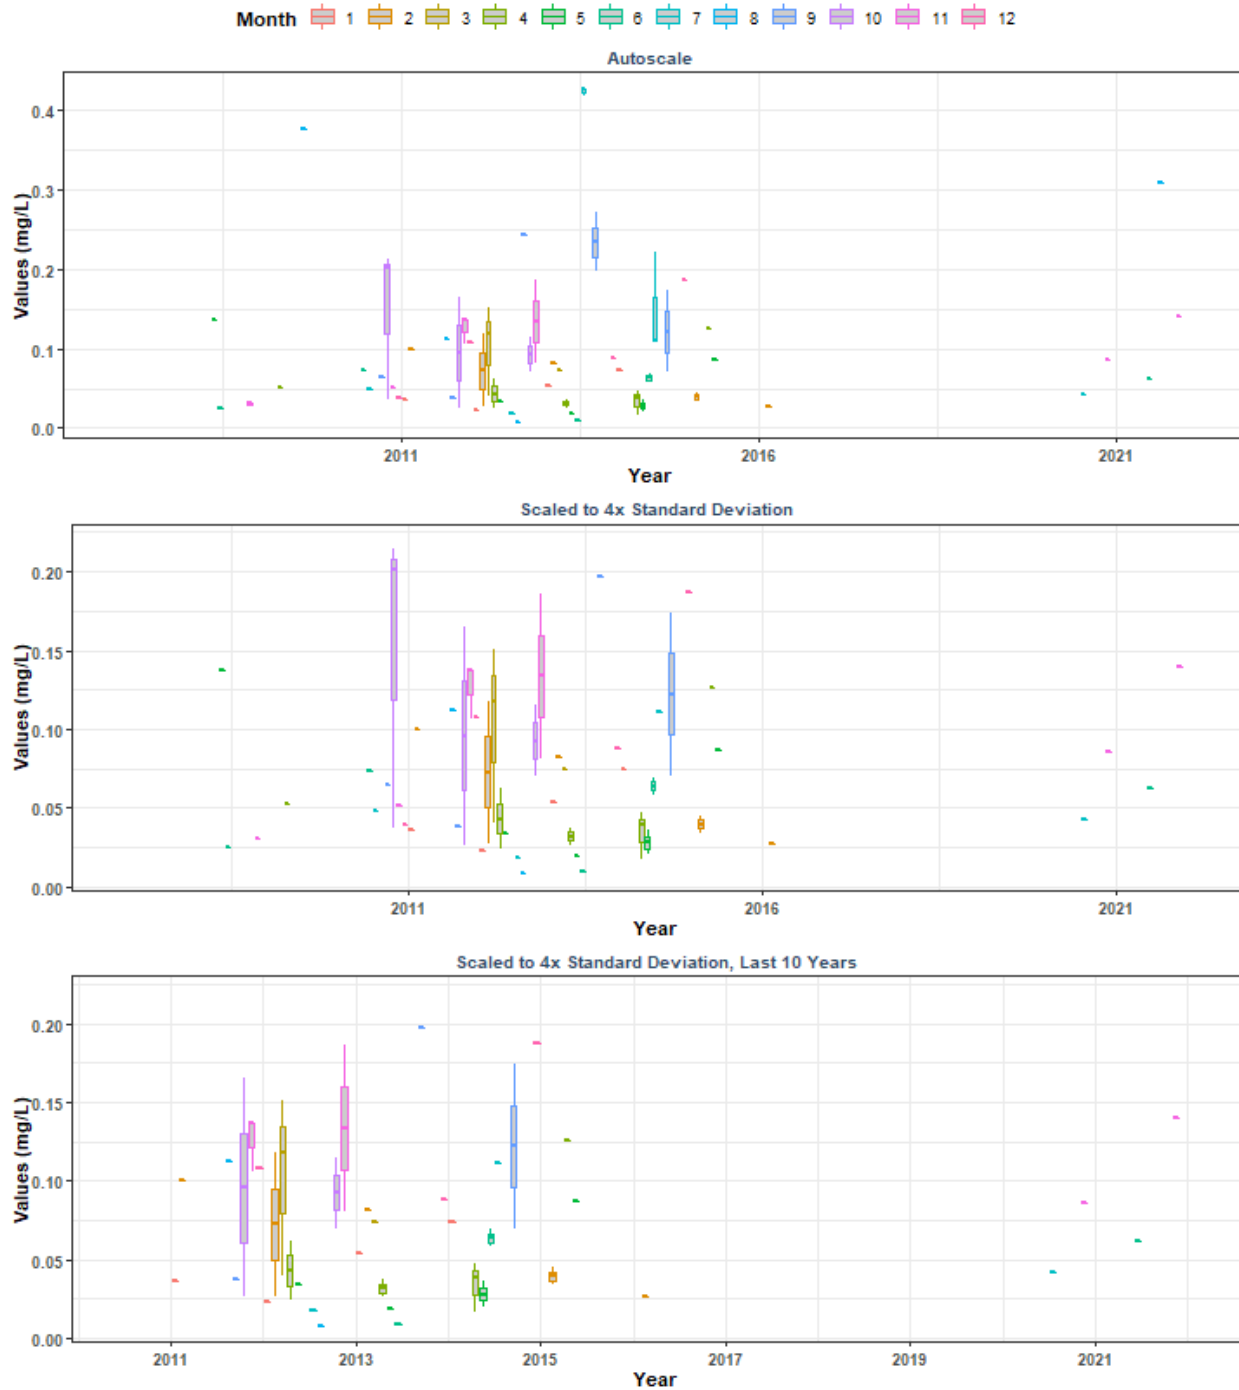 Month 1 2 3 4 5 6 7 8 9 10 11 12
Autoscale
Values (mg/L)
0.4
0.3
0.2
0.1
0.0
2011 2016 2021
Year
Scaled to 4x Standard Deviation
Values (mg/L)
0.20
0.15
0.10
0.05
0.00
2011 2016 2021
Year
Scaled to 4x Standard Deviation, Last 10 Years
Values (mg/L)
0.20
0.15
0.10
0.05
0.00
2011 2013 2015 2017 2019 2021
Year